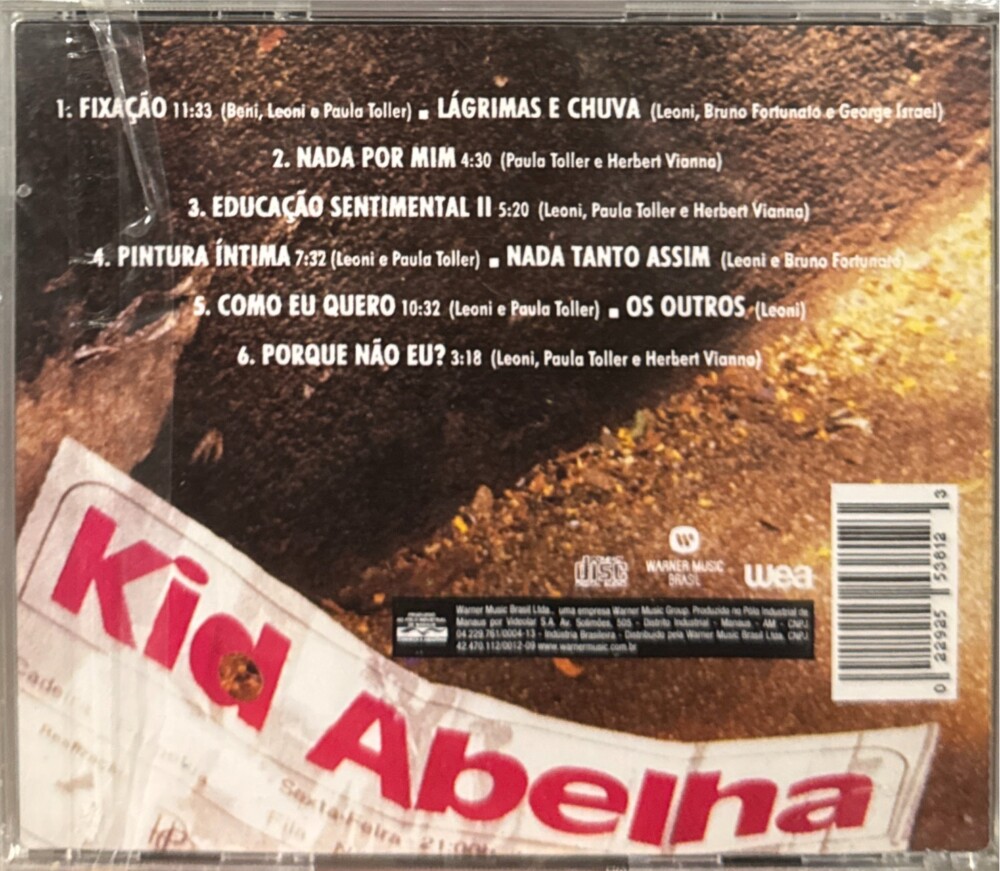 1. FIXAÇÃO 11:33 (Beni, Leoni e Paula Toller) ■ LÁGRIMAS E CHUVA (Leoni, Bruno Fortunato e George Israel)
2. NADA POR MIM 4:30 (Paula Toller e Herbert Vianna)
3. EDUCAÇÃO SENTIMENTAL II 5:20 (Leoni, Paula Toller e Herbert Vianna)
4. PINTURA ÍNTIMA 7:32 (Leoni e Paula Toller) ■ NADA TANTO ASSIM (Leoni e Bruno Fortunato)
5. COMO EU QUERO 10:32 (Leoni e Paula Toller) ■ OS OUTROS (Leoni)
6. PORQUE NÃO EU? 3:18 (Leoni, Paula Toller e Herbert Vianna)
disc
WARNER MUSIC
BRASIL
wea
Warner Music Brasil Ltda., uma empresa Warner Music Group. Produzido no Pólo Industrial de
Manaus por Videolar S.A. Av. Solimões, 505 - Distrito Industrial - Manaus - AM - CNPJ
04.229.761/0004-13 - Indústria Brasileira - Distribuído pela Warner Music Brasil Ltda. CNPJ
42.470.112/0012-09 www.warnermusic.com.br
0 22925 53612 3
Kid Abelha
Sexta-Feira 21:00h
Fila